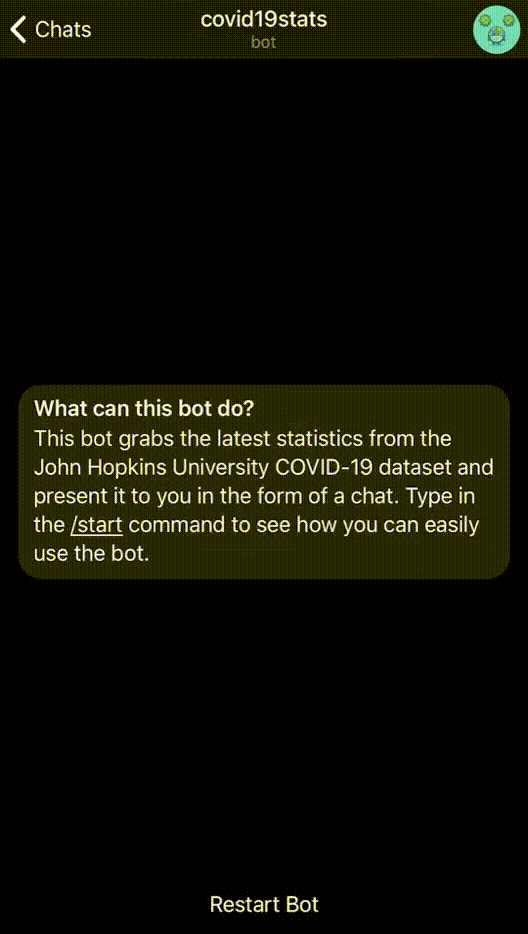 Chats
covid19stats
bot
What can this bot do?
This bot grabs the latest statistics from the
John Hopkins University COVID-19 dataset and
present it to you in the form of a chat. Type in
the /start command to see how you can easily
use the bot.
Restart Bot